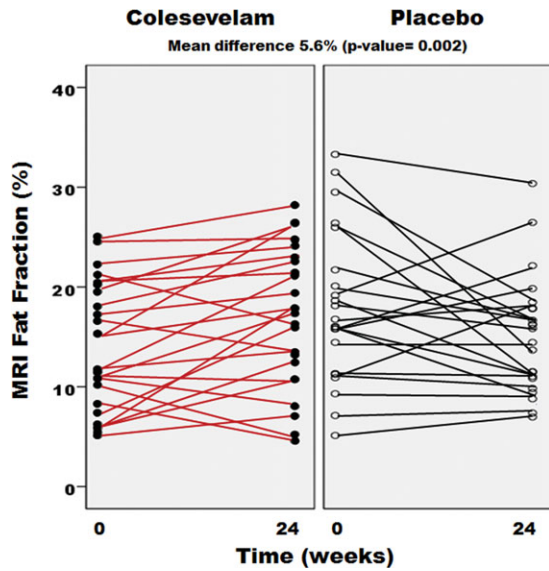 Colesevelam Placebo
Mean difference 5.6% (p-value= 0.002)
40
30
20
10
0
MRI Fat Fraction (%)
0 24 0 24
Time (weeks)